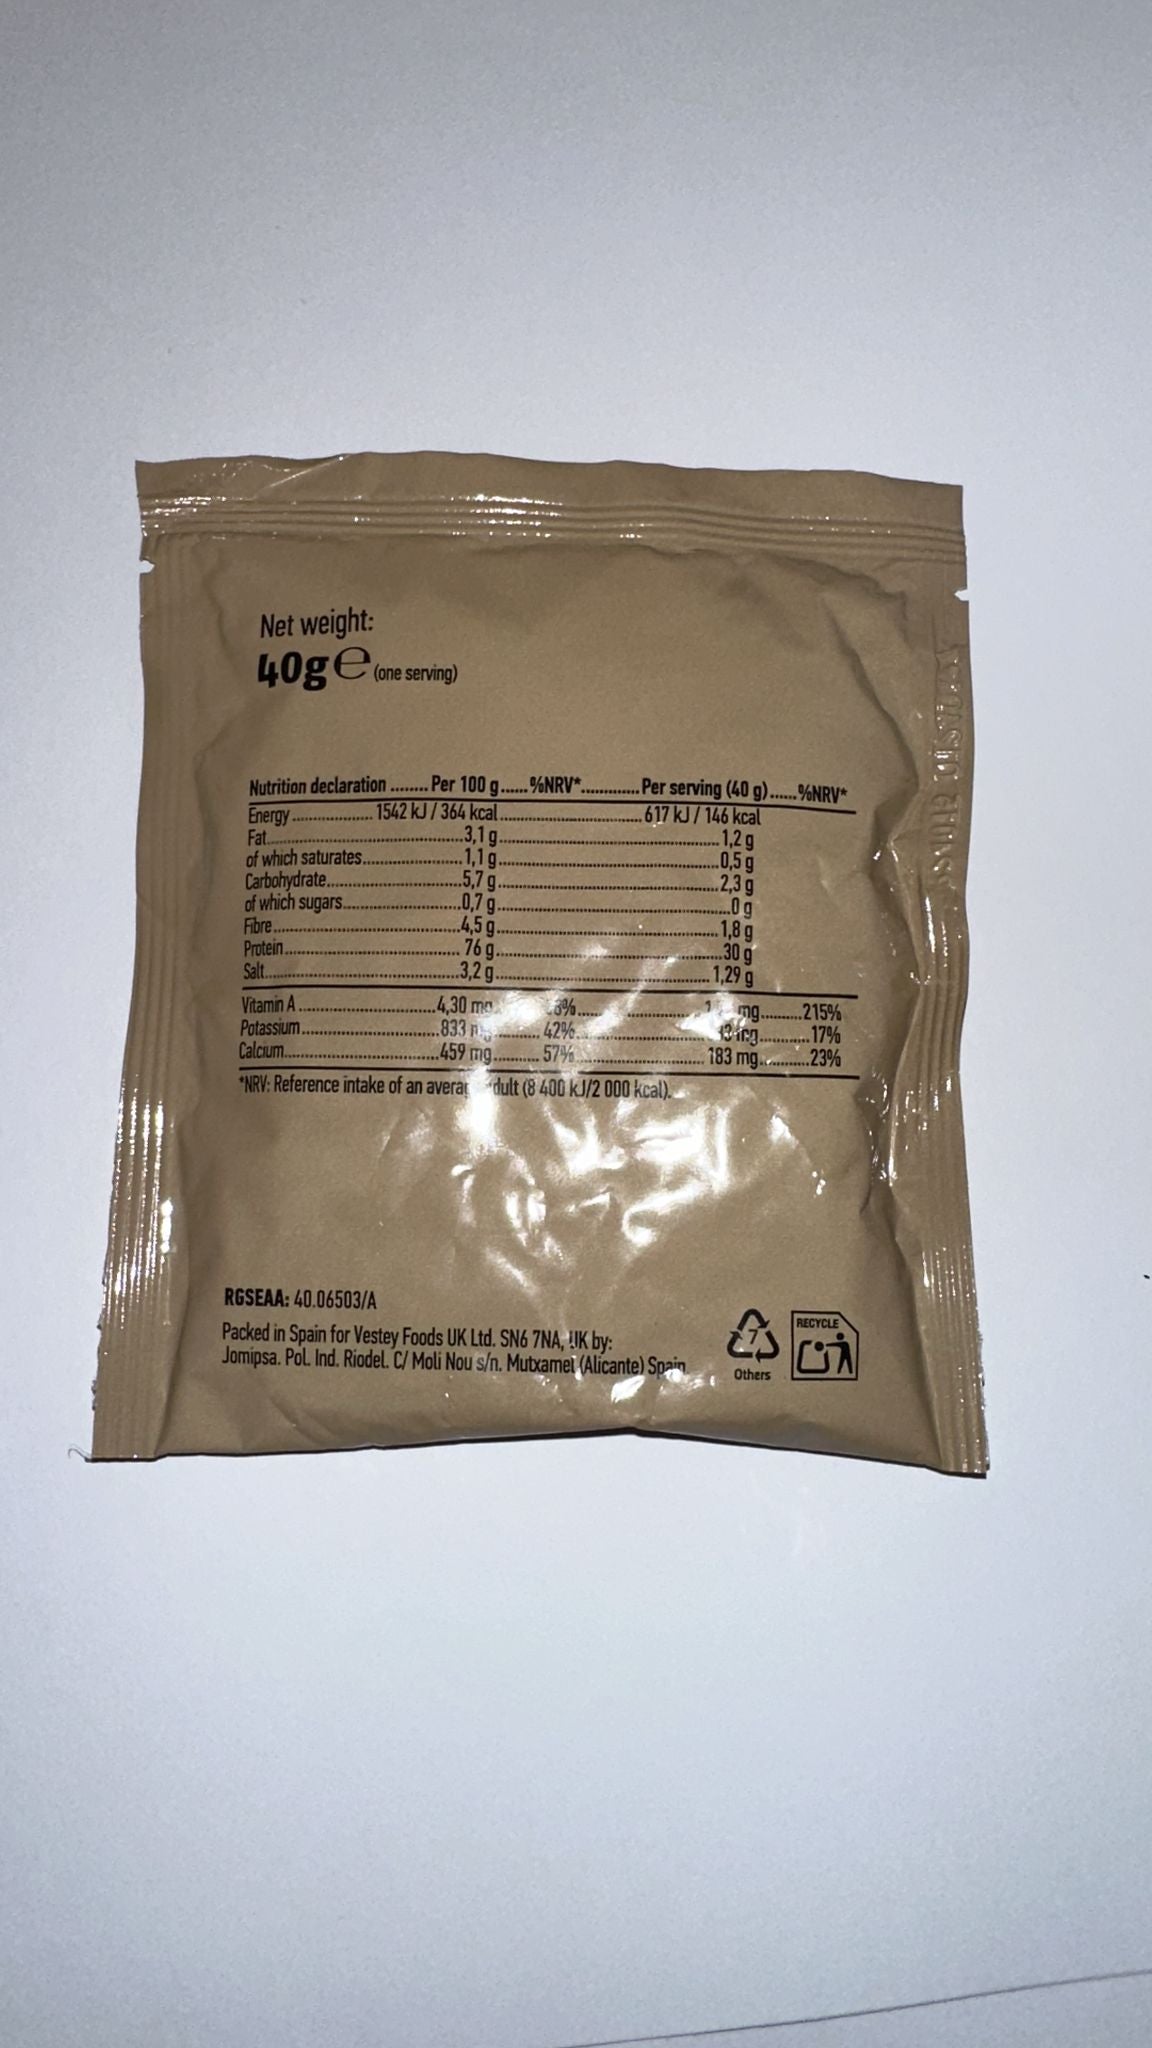 Net weight:
40g e (one serving)
Nutrition declaration ........ Per 100 g...... %NRV*............. Per serving (40 g)...... %NRV*
Energy .................. 1542 kJ / 364 kcal.............................. 617 kJ / 146 kcal
Fat.............................................3,1 g..............................................1,2 g
of which saturates.......................1,1 g..............................................0,5 g
Carbohydrate...............................5,7 g..............................................2,3 g
of which sugars...........................0,7 g..............................................0 g
Fibre..........................................4,5 g..............................................1,8 g
Protein........................................76 g..............................................30 g
Salt............................................3,2 g..............................................1,29 g
Vitamin A ..............................4,30 mg mg..........215%
Potassium..............................833 42% 17%
Calcium..................................459 mg.......... 57% ........................ 183 mg...........23%
*NRV: Reference intake of an (8 400 kJ/2 000 kcal).
RGSEAA: 40.06503/A
Packed in Spain for Vestey Foods UK Ltd. SN6 7NA, UK by:
Jomipsa. Pol. Ind. Riodel. C/ Moli Nou s/n. Mutxamel (Alicante) Spain.
7
Others
RECYCLE